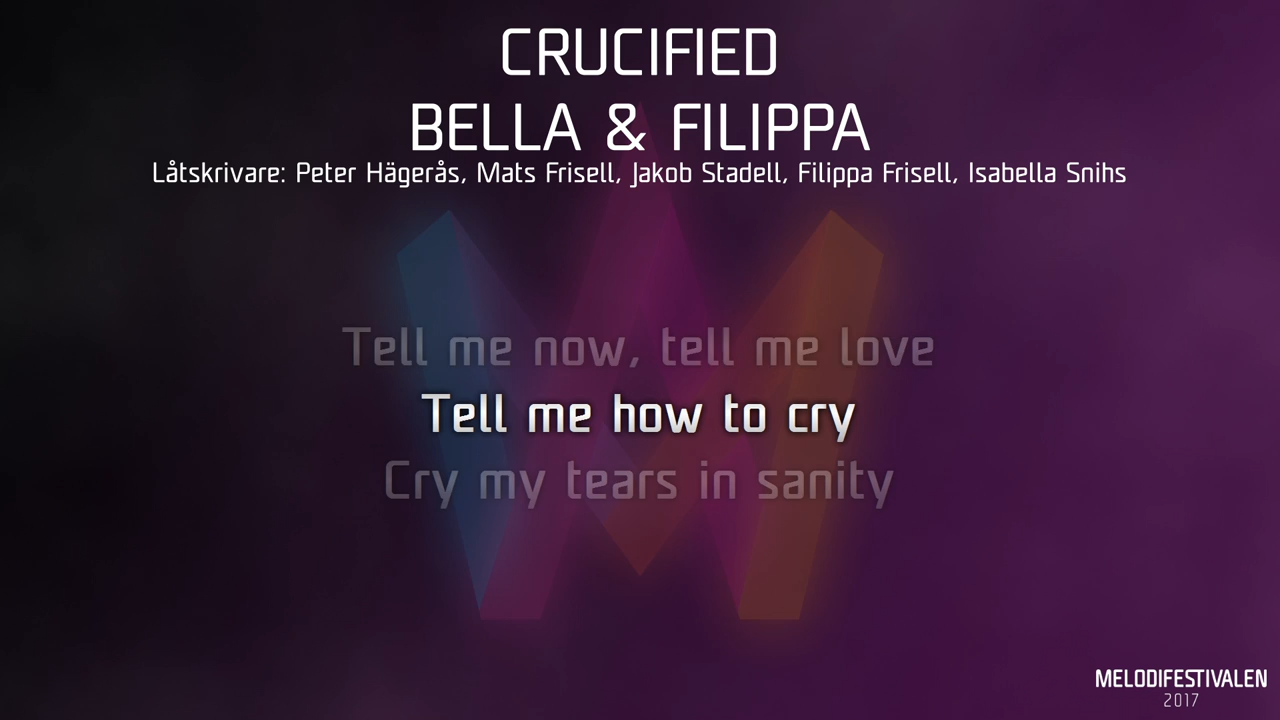 CRUCIFIED
BELLA & FILIPPA
Låtskrivare: Peter Hägerås, Mats Frisell, Jakob Stadell, Filippa Frisell, Isabella Snihs
Tell me now, tell me love
Tell me how to cry
Cry my tears in sanity
MELODIFESTIVALEN
2017